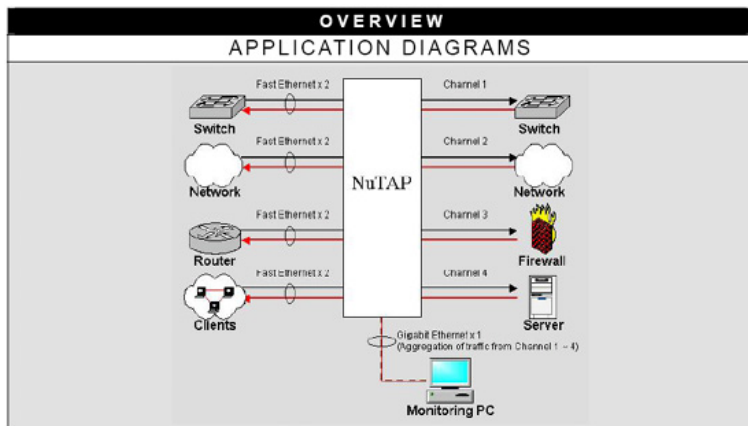 OVERVIEW
APPLICATION DIAGRAMS
Fast Ethernet x 2
Channel 1
Switch
Switch
Fast Ethernet x 2
Channel 2
Network
NuTAP
Network
Fast Ethernet x 2
Channel 3
Router
Firewall
Fast Ethernet x 2
Channel 4
Clients
Server
Gigabit Ethernet x 1
(Aggregation of traffic from Channel 1 – 4)
Monitoring PC